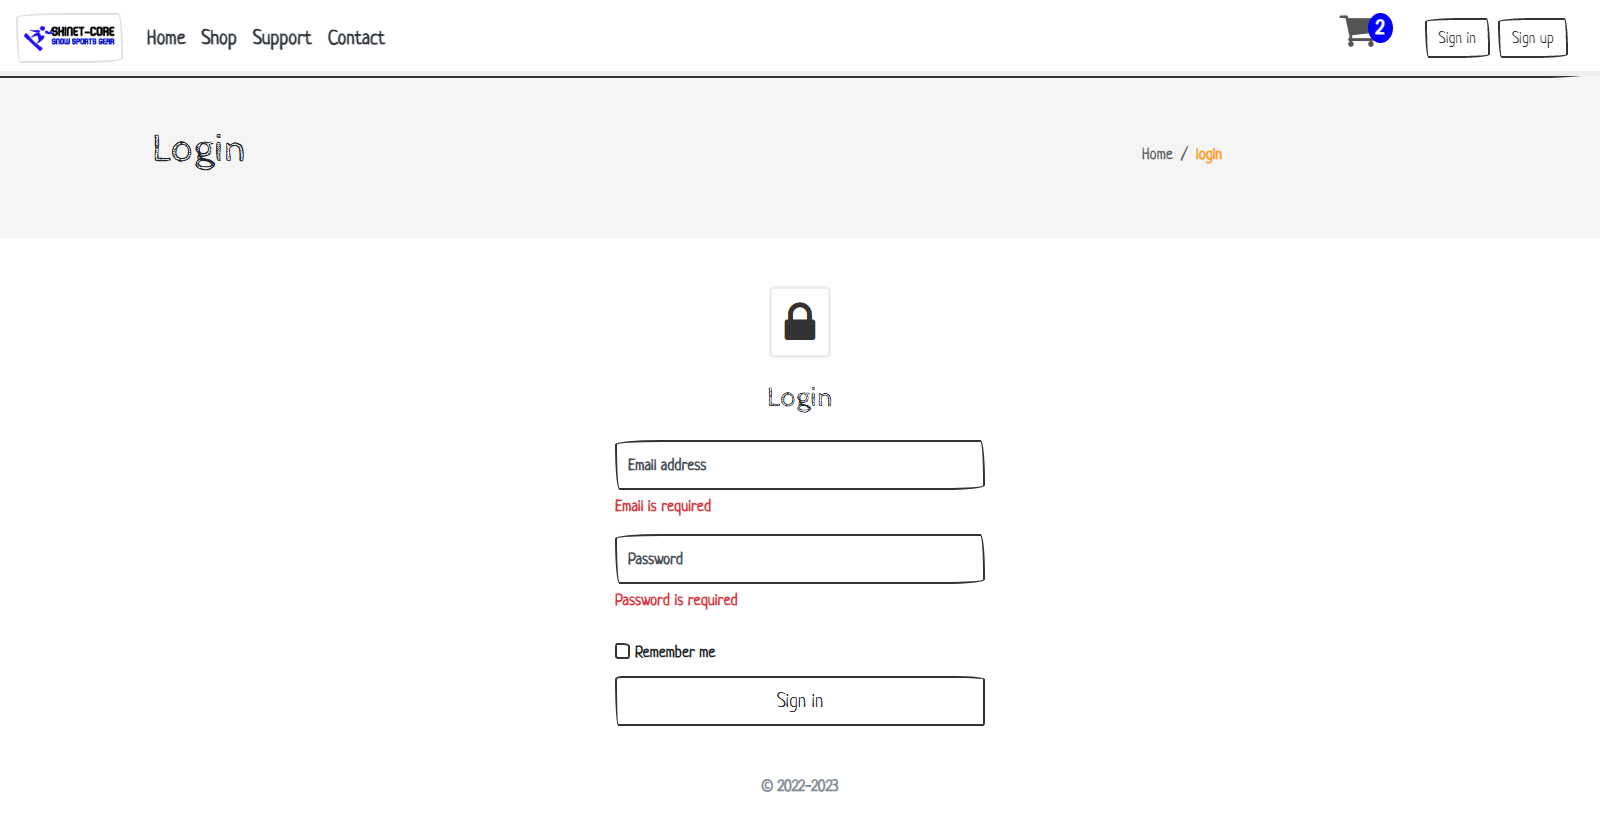 SHINET-CORE
SNOW SPORTS GEAR
Home Shop Support Contact
2
Sign in Sign up
Login
Home / login
Login
Email address
Email is required
Password
Password is required
Remember me
Sign in
© 2022-2023